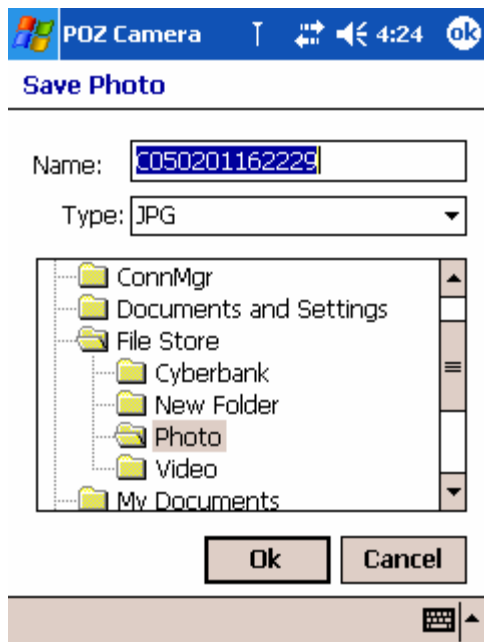 POZ Camera 4:24 ok
Save Photo
Name: C050201162229
Type: JPG
ConnMgr
Documents and Settings
File Store
Cyberbank
New Folder
Photo
Video
My Documents
Ok Cancel